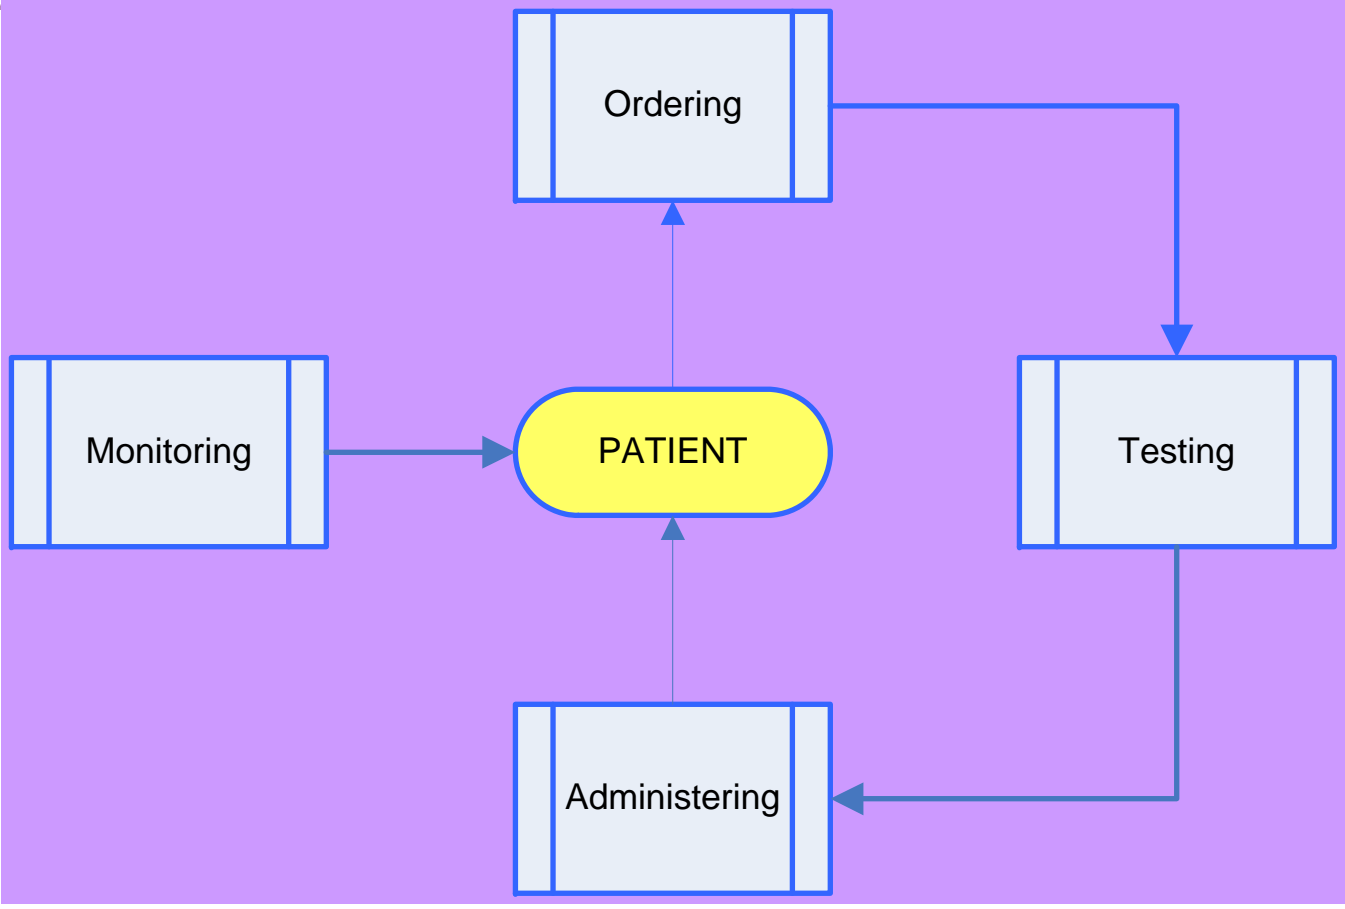 Ordering
Monitoring
PATIENT
Testing
Administering